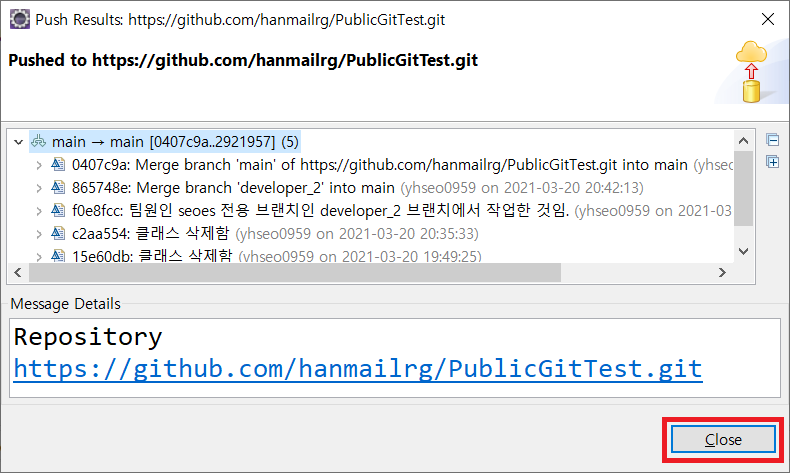 Push Results: https://github.com/hanmailrg/PublicGitTest.git
Pushed to https://github.com/hanmailrg/PublicGitTest.git
main → main [0407c9a..2921957] (5)
0407c9a: Merge branch 'main' of https://github.com/hanmailrg/PublicGitTest.git into main (yhse
865748e: Merge branch 'developer_2' into main (yhseo0959 on 2021-03-20 20:42:13)
f0e8fcc: 팀원인 seoes 전용 브랜치인 developer_2 브랜치에서 작업한 것임. (yhseo0959 on 2021-03
c2aa554: 클래스 삭제함 (yhseo0959 on 2021-03-20 20:35:33)
15e60db: 클래스 삭제함 (yhseo0959 on 2021-03-20 19:49:25)
Message Details
Repository
https://github.com/hanmailrg/PublicGitTest.git
Close